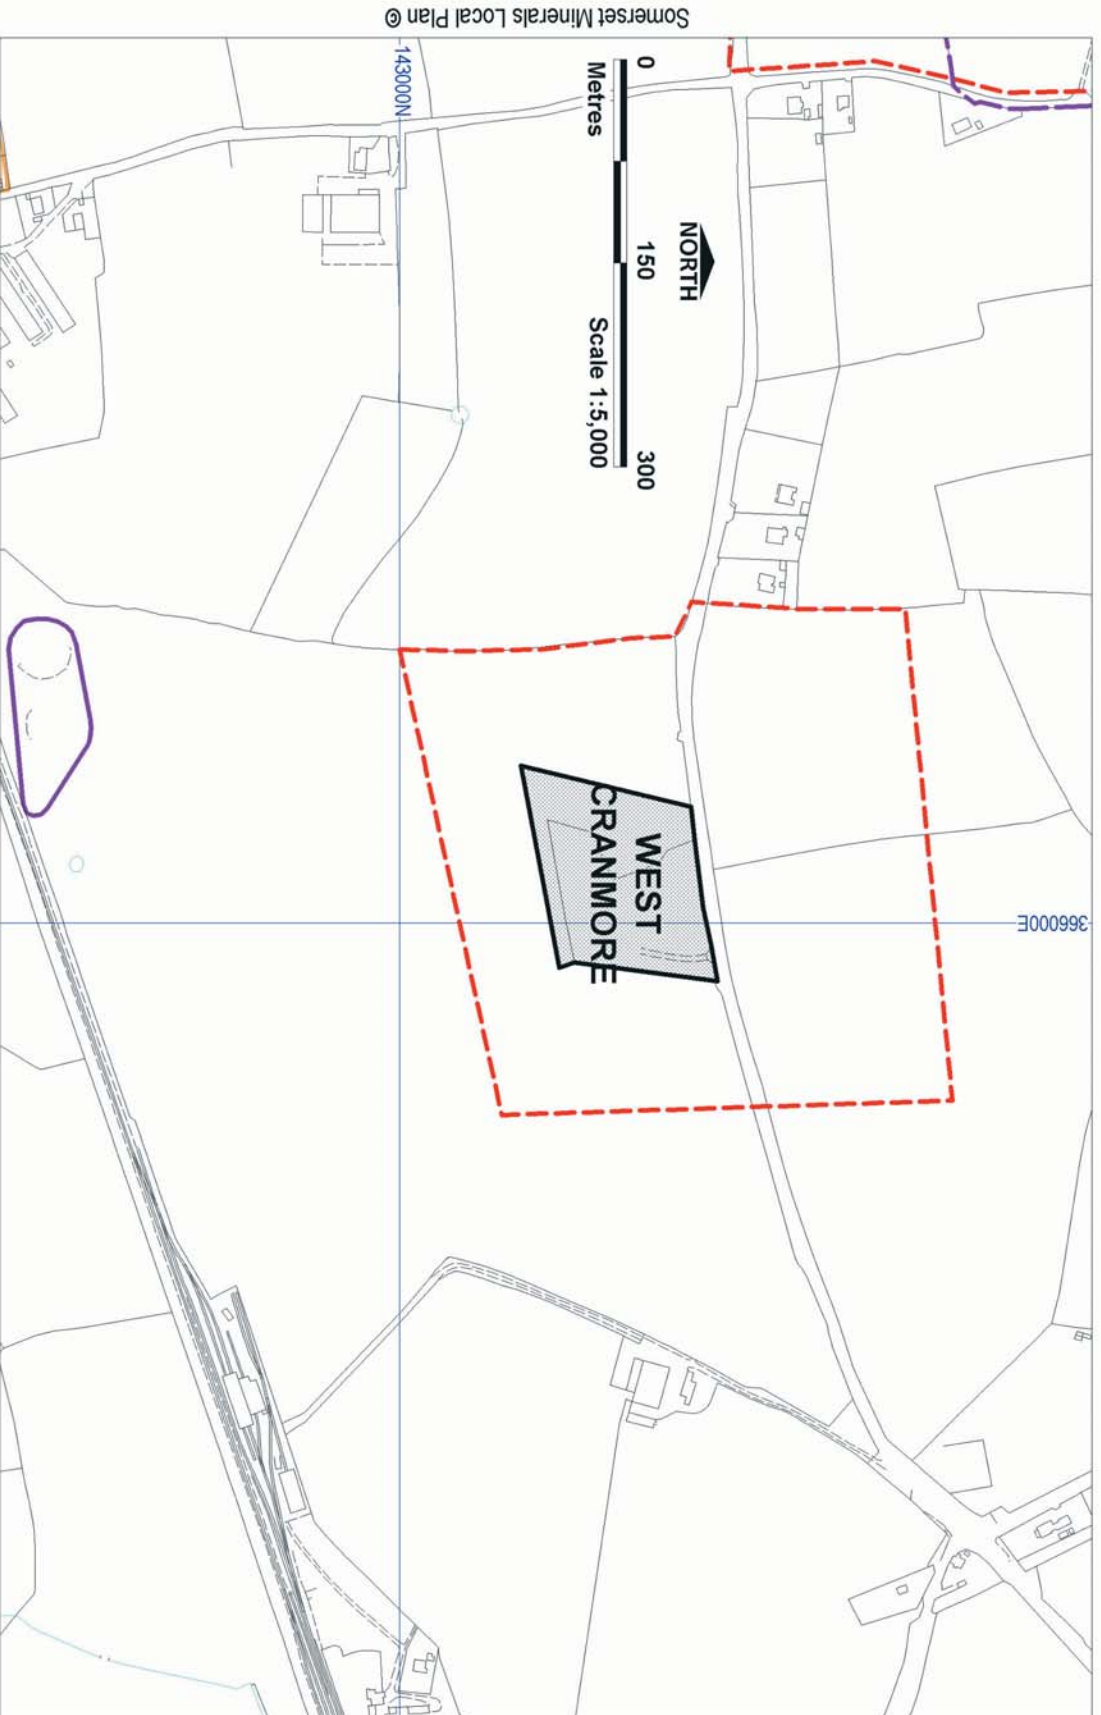 Somerset Minerals Local Plan ©
143000N
0 150 300
Metres Scale 1:5,000
NORTH
WEST
CRANMORE
366000E